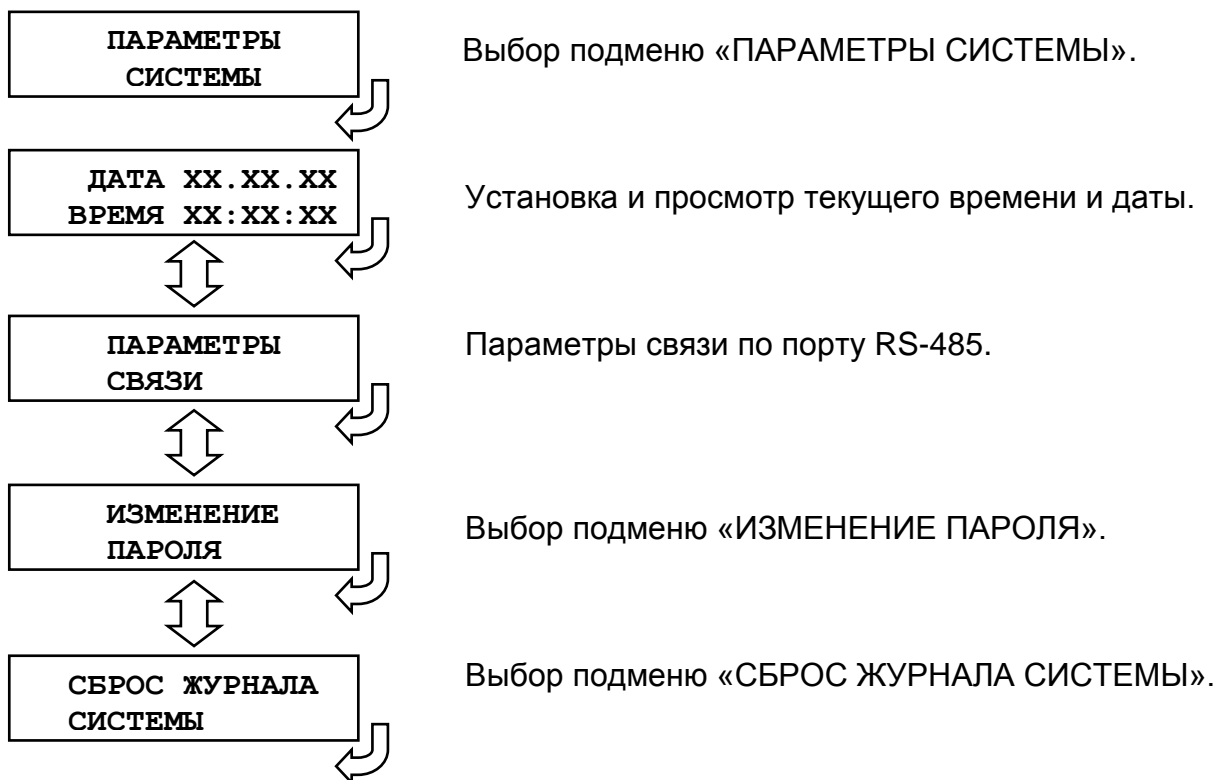 ПАРАМЕТРЫ
СИСТЕМЫ
Выбор подменю «ПАРАМЕТРЫ СИСТЕМЫ».
ДАТА XX.XX.XX
ВРЕМЯ XX:XX:XX
Установка и просмотр текущего времени и даты.
ПАРАМЕТРЫ
СВЯЗИ
Параметры связи по порту RS-485.
ИЗМЕНЕНИЕ
ПАРОЛЯ
Выбор подменю «ИЗМЕНЕНИЕ ПАРОЛЯ».
СБРОС ЖУРНАЛА
СИСТЕМЫ
Выбор подменю «СБРОС ЖУРНАЛА СИСТЕМЫ».